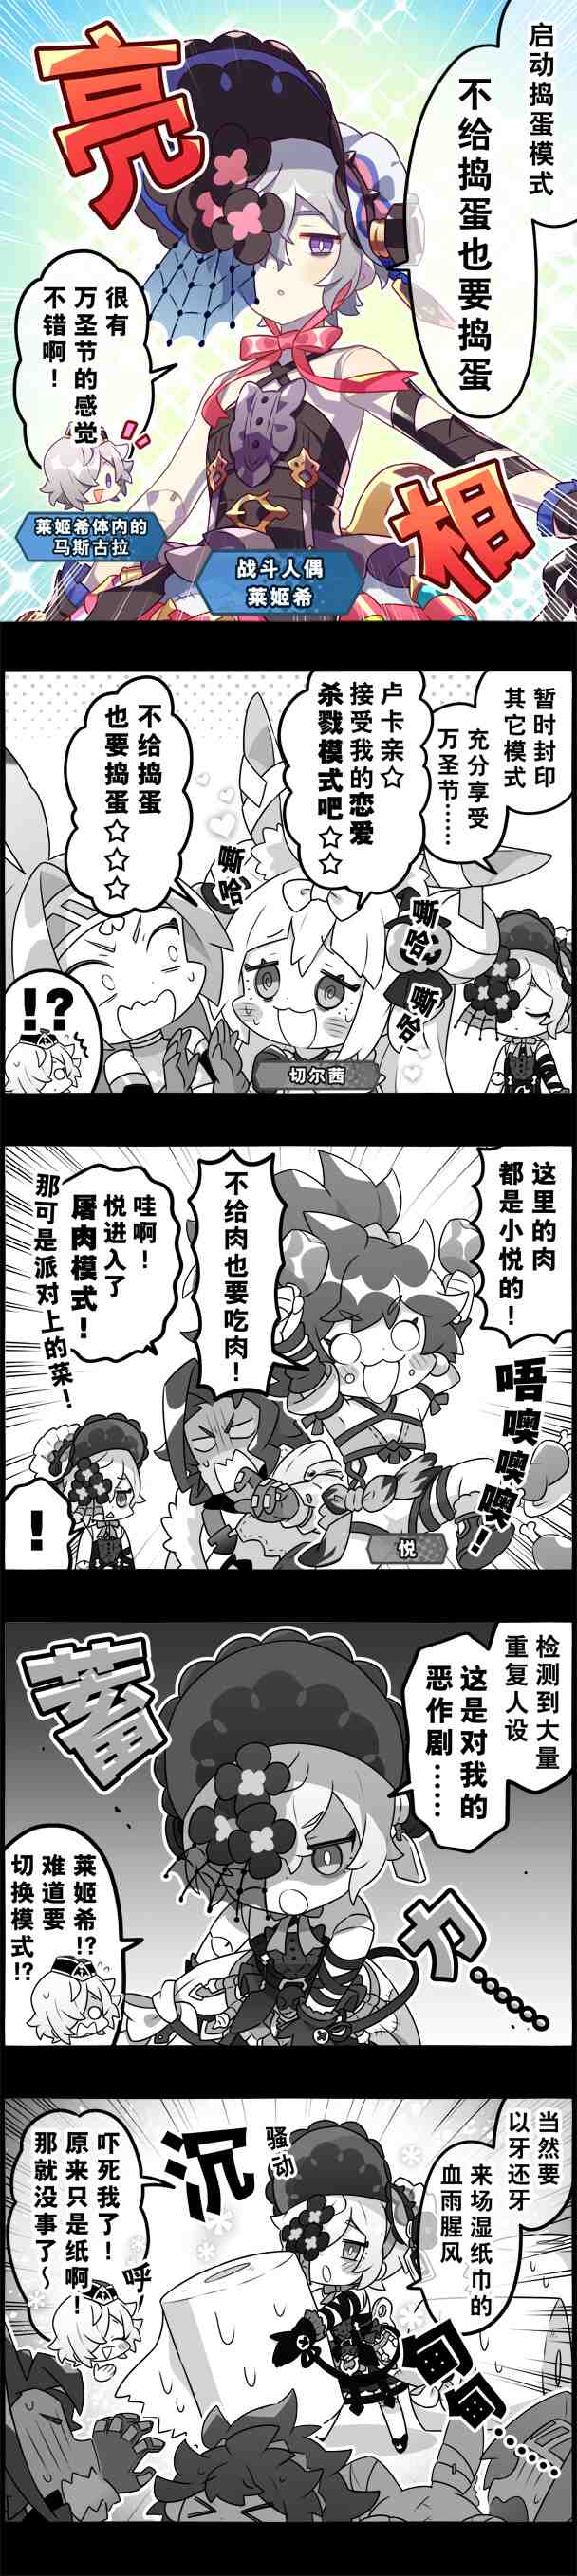 启动捣蛋模式
不给捣蛋也要捣蛋
亮
相
很有
万圣节的感觉
不错啊！
莱姬希体内的
马斯古拉
战斗人偶
莱姬希
暂时封印
其它模式
充分享受
万圣节……
卢卡亲☆
接受我的恋爱
杀戮模式吧☆☆
不给捣蛋
也要捣蛋☆☆☆
嘶哈
嘶哈
嘶哈
!?
切尔茜
这里的肉
都是小悦的！
唔噢噢噢！
不给肉也要吃肉！
哇啊！
悦进入了
屠肉模式！
那可是派对上的菜！
！
悦
检测到大量
重复人设
这是对我的
恶作剧……
蓄
力……
莱姬希!?
难道要
切换模式!?
当然要
以牙还牙
来场湿纸巾的
血雨腥风
骚动
沉
甸甸……
吓死我了！
原来只是纸啊！
那就没事了～
呼